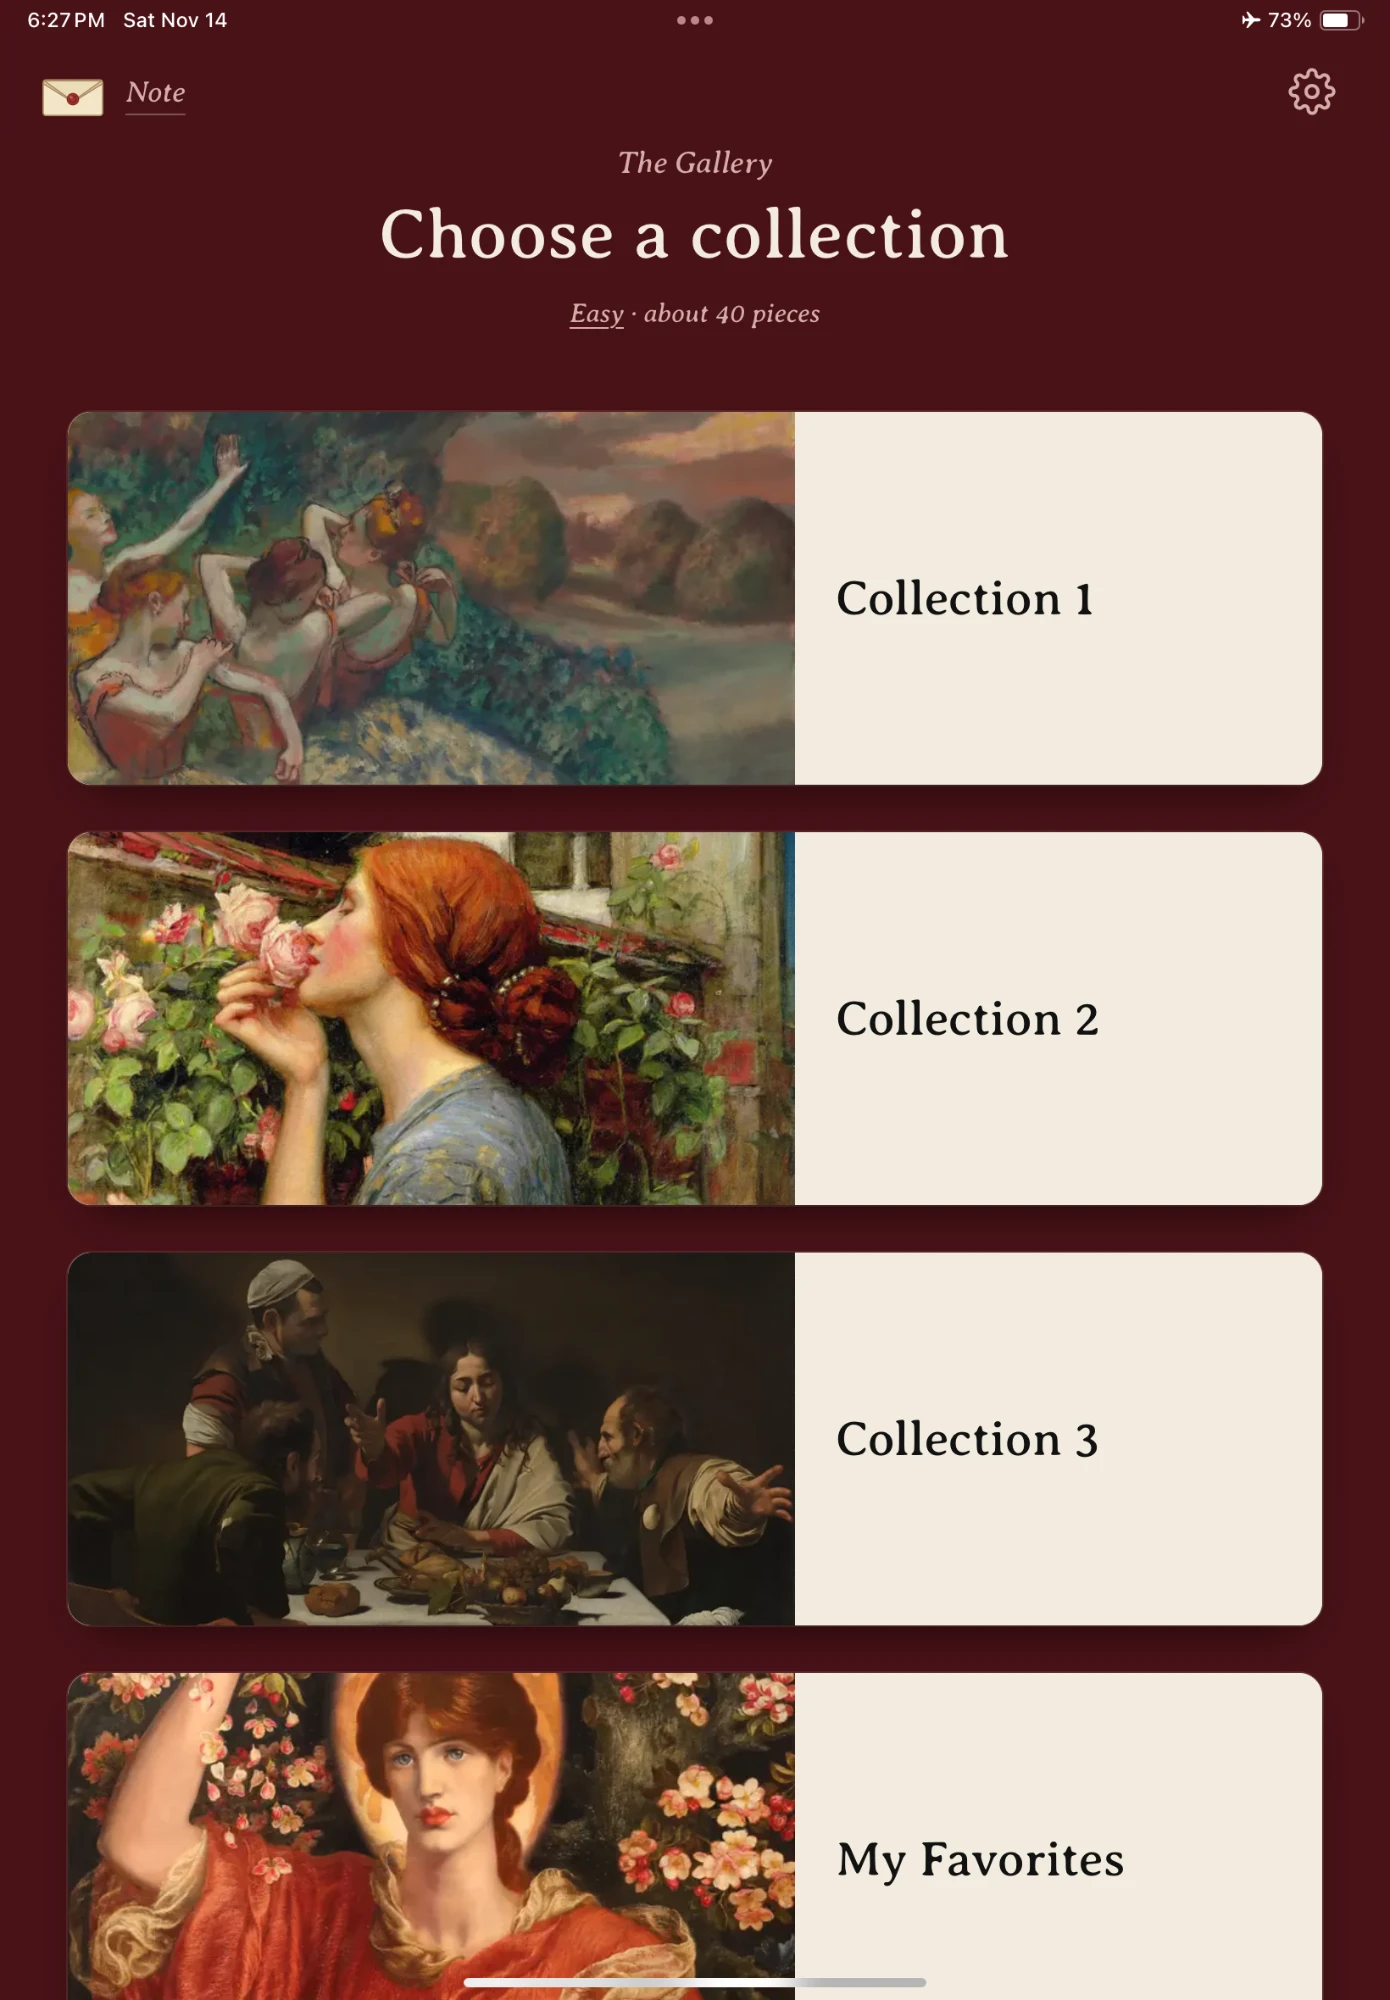 6:27 PM Sat Nov 14
73%
Note
The Gallery
Choose a collection
Easy · about 40 pieces
Collection 1
Collection 2
Collection 3
My Favorites